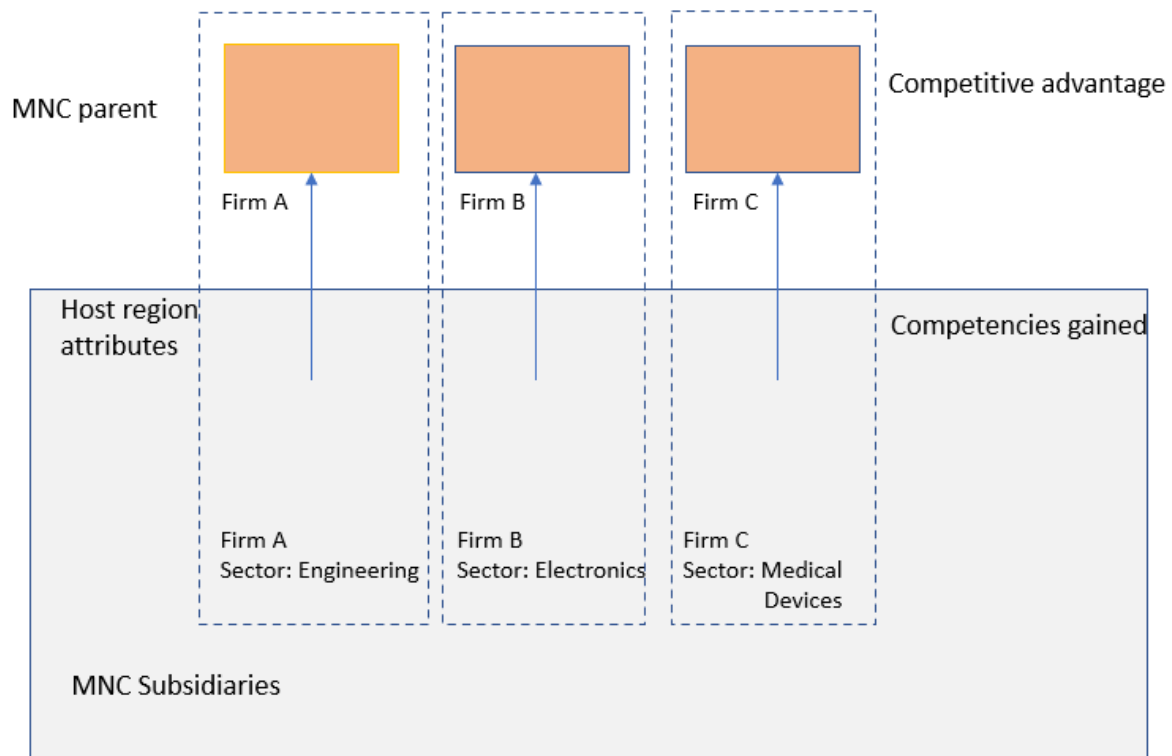 MNC parent
Competitive advantage
Firm A
Firm B
Firm C
Host region
attributes
Competencies gained
Firm A
Sector: Engineering
Firm B
Sector: Electronics
Firm C
Sector: Medical
Devices
MNC Subsidiaries